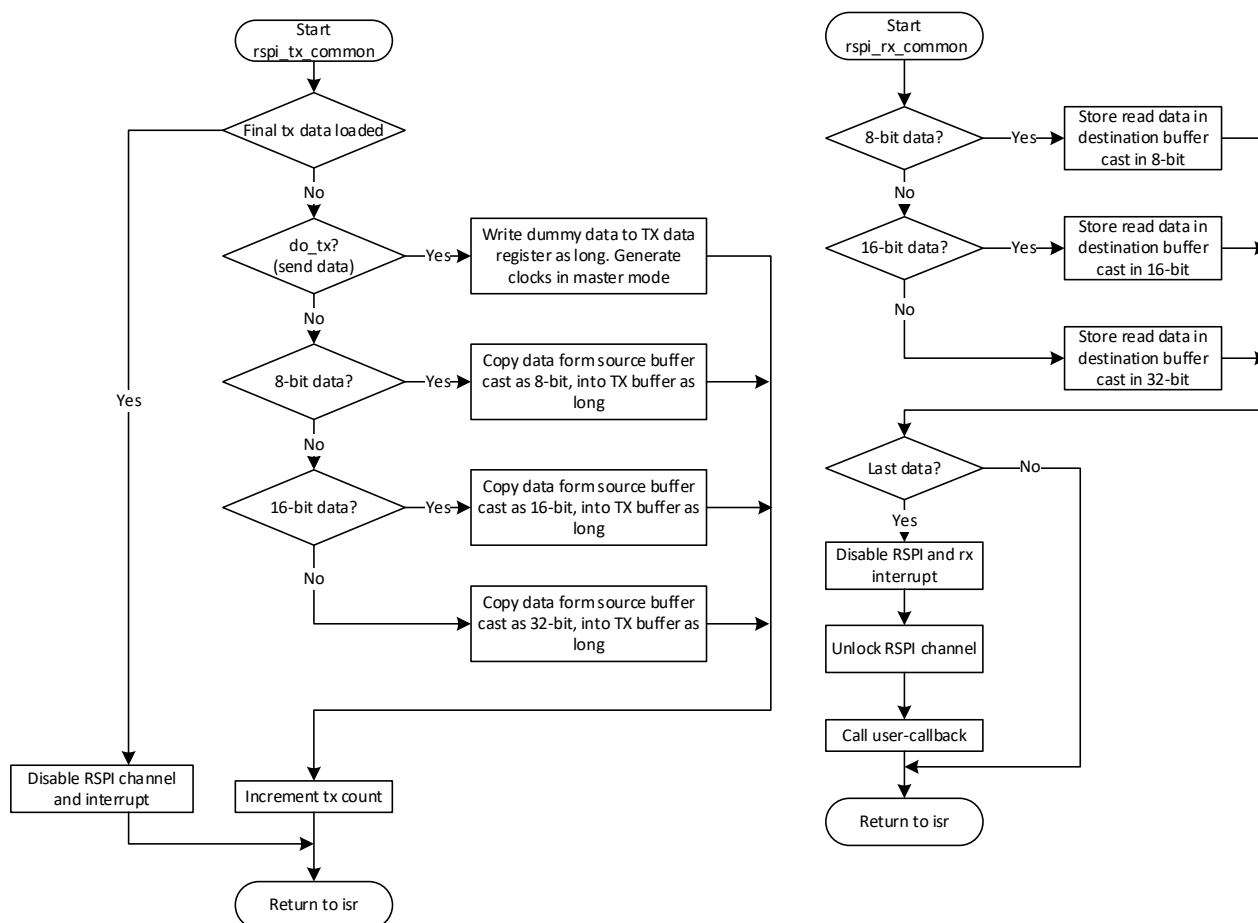 Start
rspi_tx_common
Final tx data loaded
No
do_tx?
(send data)
Yes
Write dummy data to TX data
register as long. Generate
clocks in master mode
No
8-bit data?
Yes
Copy data form source buffer
cast as 8-bit, into TX buffer as
long
Yes
No
16-bit data?
Yes
Copy data form source buffer
cast as 16-bit, into TX buffer as
long
No
Copy data form source buffer
cast as 32-bit, into TX buffer as
long
Disable RSPI channel
and interrupt
Increment tx count
Return to isr
Start
rspi_rx_common
8-bit data?
Yes
Store read data in
destination buffer
cast in 8-bit
No
16-bit data?
Yes
Store read data in
destination buffer
cast in 16-bit
No
Store read data in
destination buffer
cast in 32-bit
Last data?
No
Yes
Disable RSPI and rx
interrupt
Unlock RSPI channel
Call user-callback
Return to isr